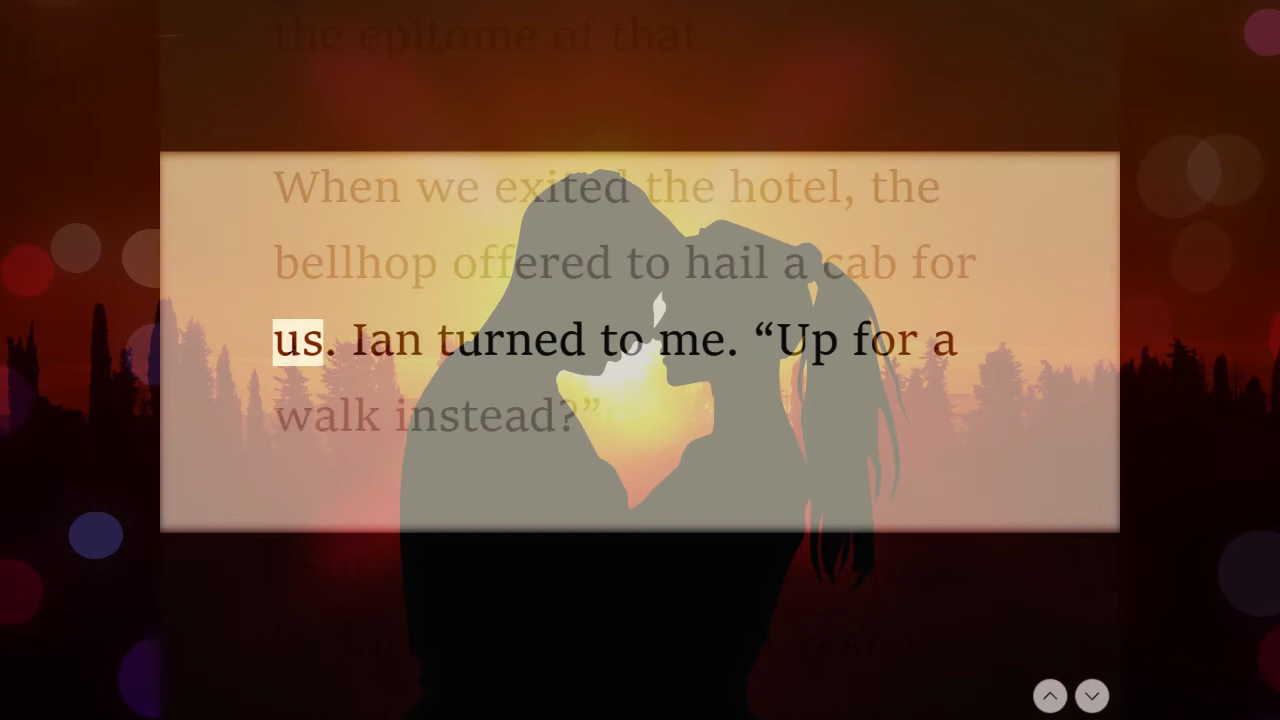 the epitome of that.
When we exited the hotel, the
bellhop offered to hail a cab for
us. Ian turned to me. “Up for a
walk instead?”